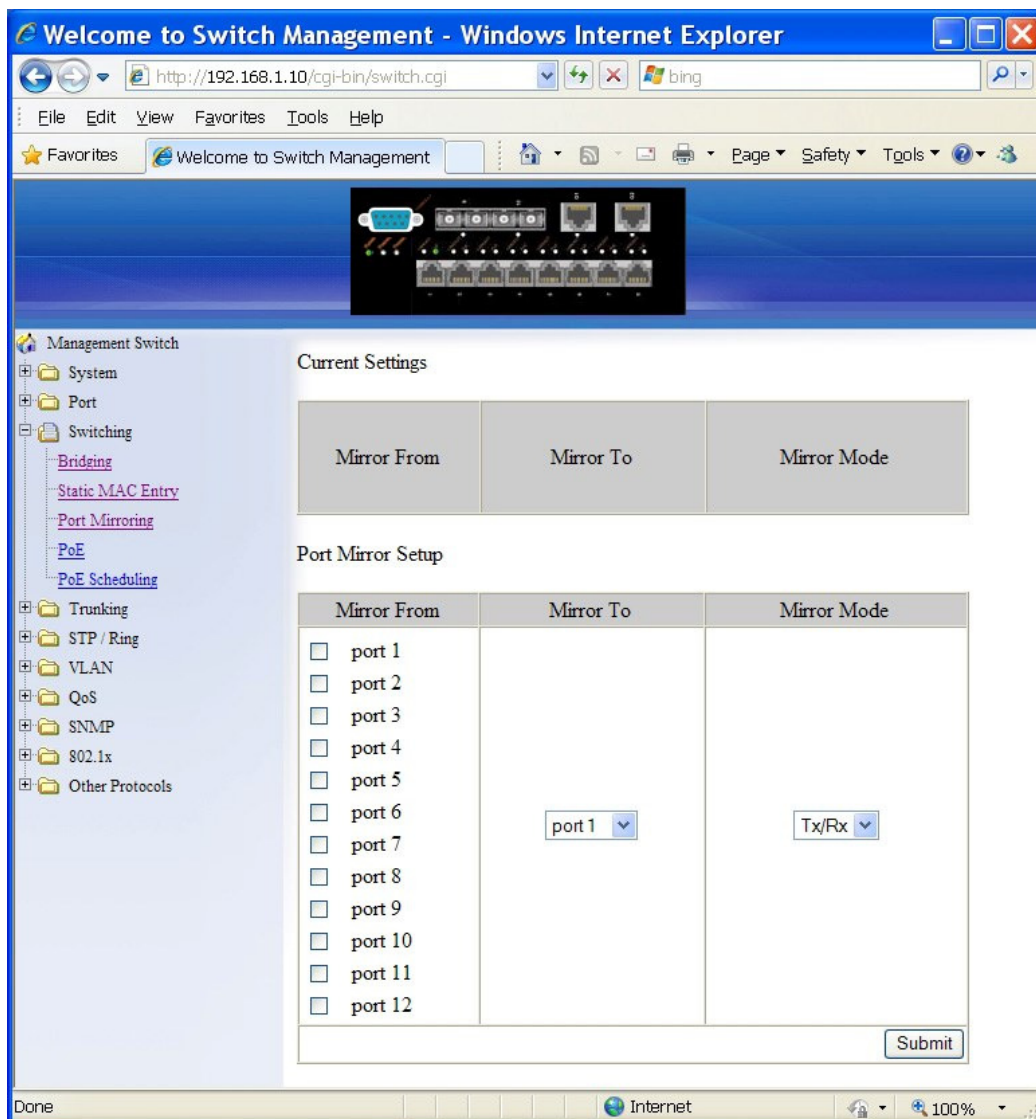 Welcome to Switch Management - Windows Internet Explorer
http://192.168.1.10/cgi-bin/switch.cgi bing
File Edit View Favorites Tools Help
Favorites Welcome to Switch Management Page Safety Tools
Management Switch
System
Port
Switching
Bridging
Static MAC Entry
Port Mirroring
PoE
PoE Scheduling
Trunking
STP / Ring
VLAN
QoS
SNMP
802.1x
Other Protocols
Current Settings
Mirror From Mirror To Mirror Mode
Port Mirror Setup
Mirror From Mirror To Mirror Mode
port 1
port 2
port 3
port 4
port 5
port 6
port 7
port 8
port 9
port 10
port 11
port 12
port 1
Tx/Rx
Submit
Done Internet 100%